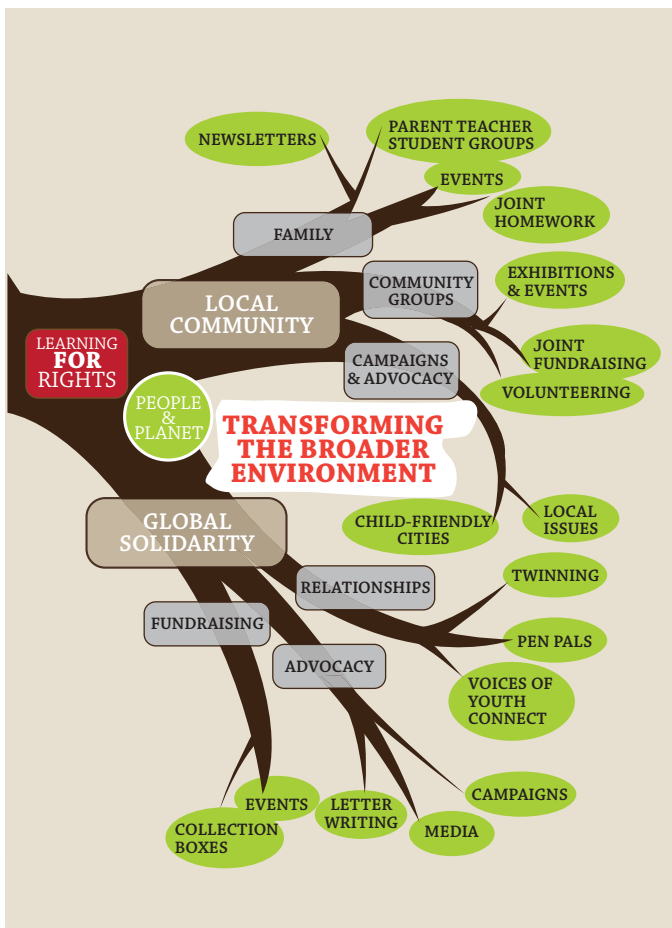 NEWSLETTERS
PARENT TEACHER
STUDENT GROUPS
EVENTS
JOINT
HOMEWORK
FAMILY
LOCAL
COMMUNITY
COMMUNITY
GROUPS
EXHIBITIONS
& EVENTS
JOINT
FUNDRAISING
VOLUNTEERING
LEARNING
FOR
RIGHTS
CAMPAIGNS
& ADVOCACY
PEOPLE
&
PLANET
TRANSFORMING
THE BROADER
ENVIRONMENT
CHILD-FRIENDLY
CITIES
LOCAL
ISSUES
GLOBAL
SOLIDARITY
RELATIONSHIPS
TWINNING
PEN PALS
VOICES OF
YOUTH
CONNECT
FUNDRAISING
ADVOCACY
EVENTS
COLLECTION
BOXES
LETTER
WRITING
MEDIA
CAMPAIGNS